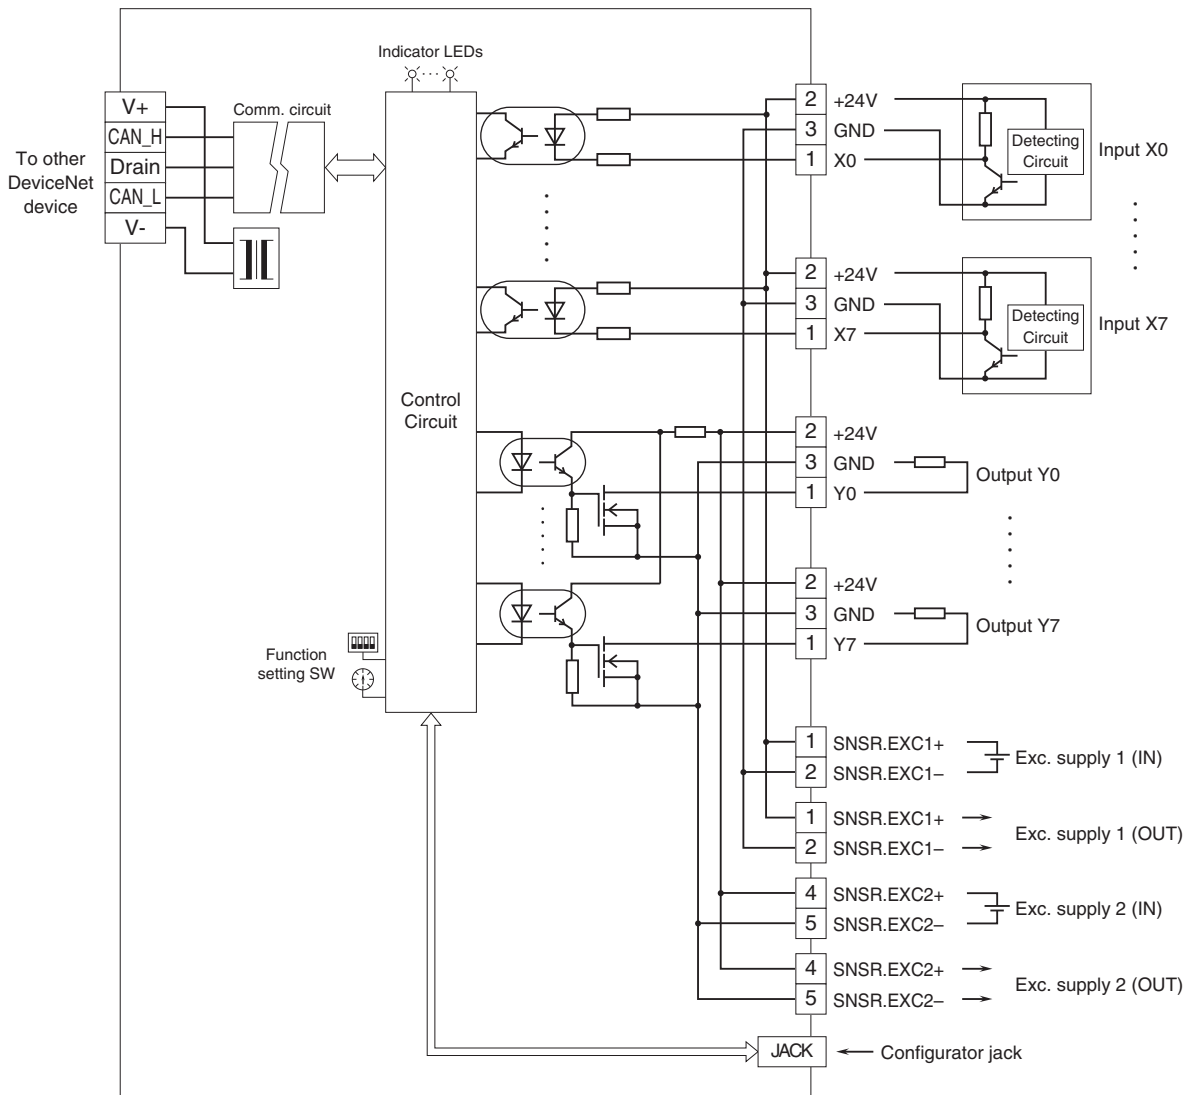 Indicator LEDs
V+
CAN_H
Drain
CAN_L
V-
To other
DeviceNet
device
Comm. circuit
Control
Circuit
Function
setting SW
2 +24V
3 GND
1 X0
Detecting
Circuit
Input X0
2 +24V
3 GND
1 X7
Detecting
Circuit
Input X7
2 +24V
3 GND
1 Y0
Output Y0
2 +24V
3 GND
1 Y7
Output Y7
1 SNSR.EXC1+
2 SNSR.EXC1–
Exc. supply 1 (IN)
1 SNSR.EXC1+
2 SNSR.EXC1–
Exc. supply 1 (OUT)
4 SNSR.EXC2+
5 SNSR.EXC2–
Exc. supply 2 (IN)
4 SNSR.EXC2+
5 SNSR.EXC2–
Exc. supply 2 (OUT)
JACK
Configurator jack